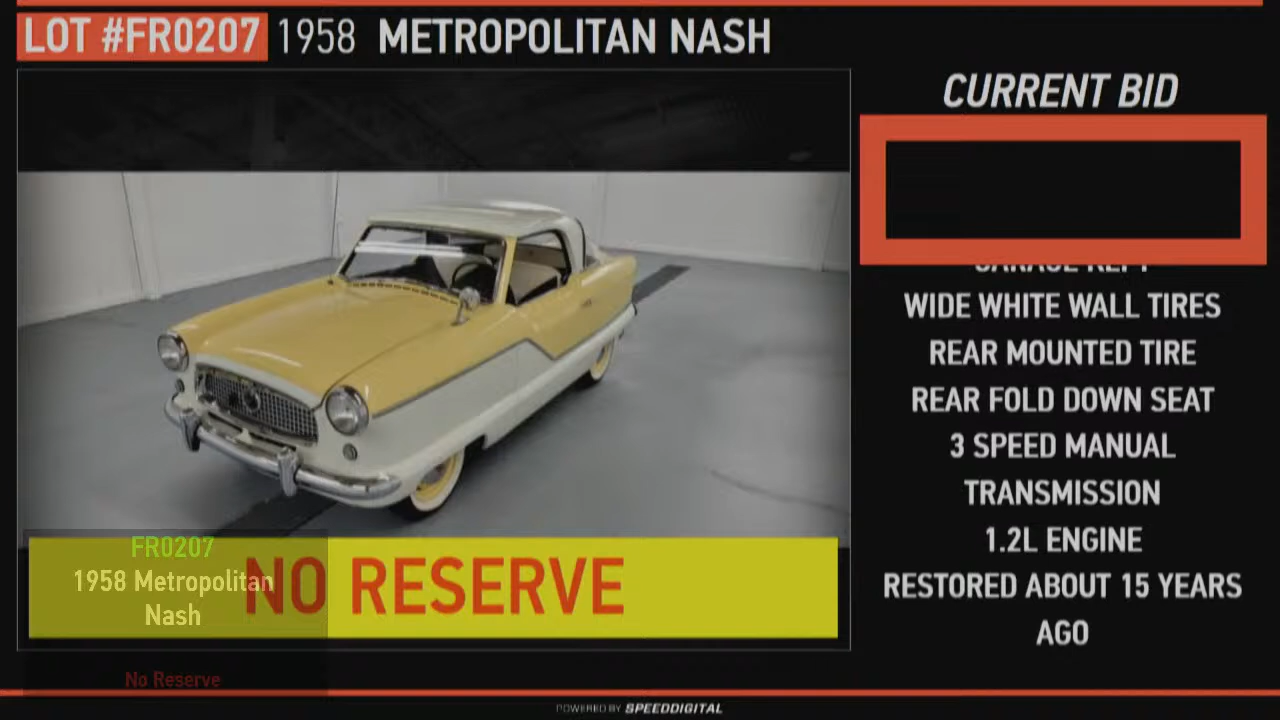 LOT #FR0207 1958 METROPOLITAN NASH
CURRENT BID
GARAGE KEPT
WIDE WHITE WALL TIRES
REAR MOUNTED TIRE
REAR FOLD DOWN SEAT
3 SPEED MANUAL
TRANSMISSION
1.2L ENGINE
RESTORED ABOUT 15 YEARS
AGO
NO RESERVE
FR0207
1958 Metropolitan
Nash
No Reserve
POWERED BY SPEEDDIGITAL